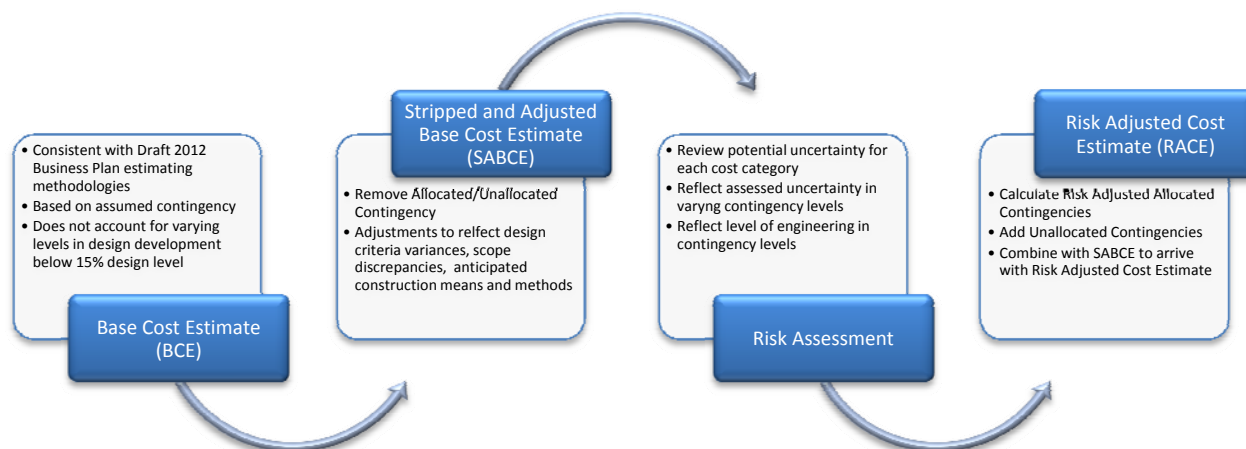 • Consistent with Draft 2012
Business Plan estimating
methodologies
• Based on assumed contingency
• Does not account for varying
levels in design development
below 15% design level
Base Cost Estimate
(BCE)
Stripped and Adjusted
Base Cost Estimate
(SABCE)
• Remove Allocated/Unallocated
Contingency
• Adjustments to relfect design
criteria variances, scope
discrepancies, anticipated
construction means and methods
• Review potential uncertainty for
each cost category
• Reflect assessed uncertainty in
varyng contingency levels
• Reflect level of engineering in
contingency levels
Risk Assessment
Risk Adjusted Cost
Estimate (RACE)
• Calculate Risk Adjusted Allocated
Contingencies
• Add Unallocated Contingencies
• Combine with SABCE to arrive
with Risk Adjusted Cost Estimate